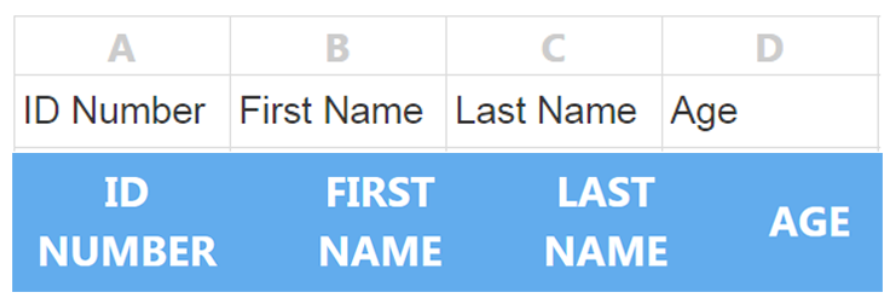 A B C D
ID Number First Name Last Name Age
ID FIRST LAST
NUMBER NAME NAME AGE